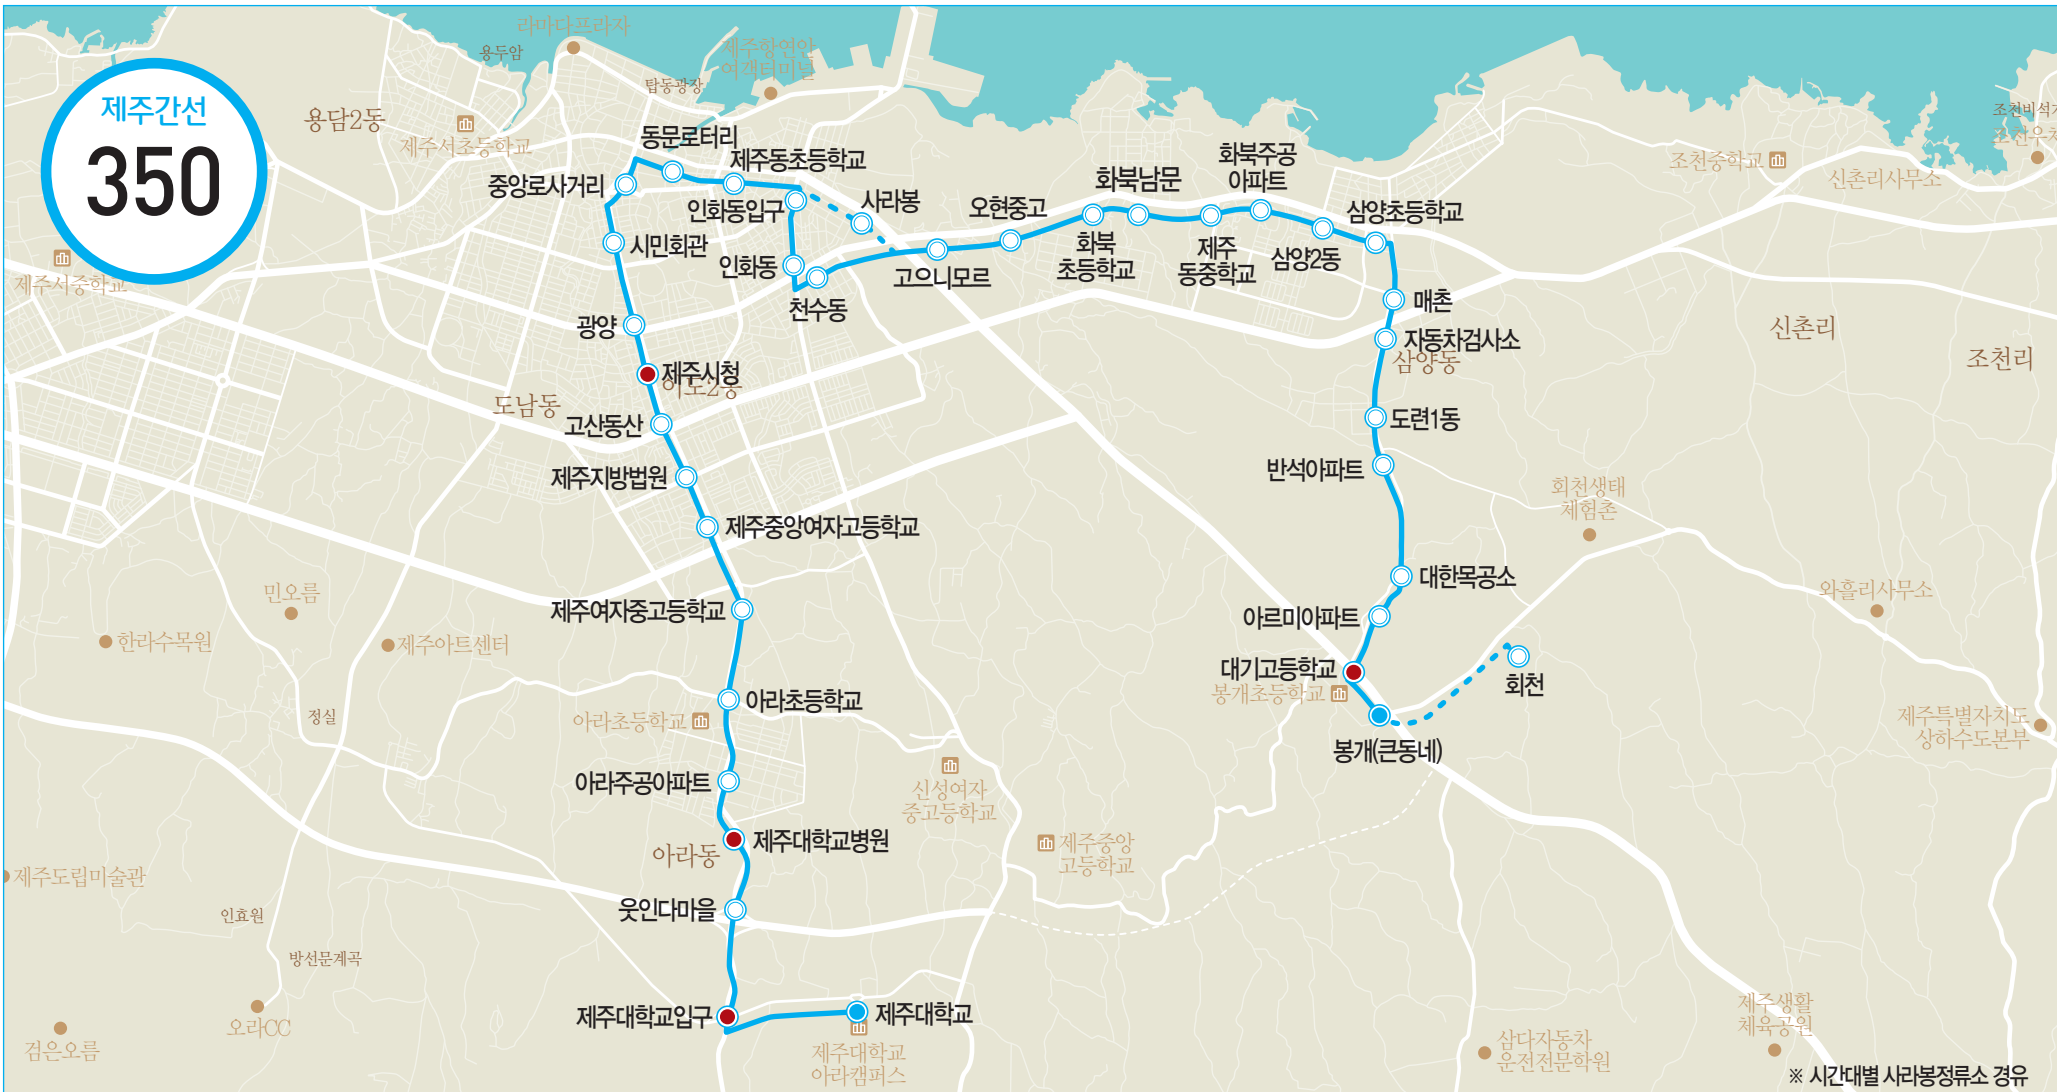 제주간선
350
라마다프라자
용두암
제주항연안
여객터미널
탑동광장
용담2동
제주서초등학교
동문로터리
제주동초등학교
중앙로사거리
인화동입구
사라봉
오현중고
화북남문
화북주공
아파트
삼양초등학교
조천중학교
신촌리사무소
조천비석거
조천우체
제주서중학교
시민회관
인화동
천수동
고으니모르
화북
초등학교
제주
동중학교
삼양2동
매촌
자동차검사소
삼양동
신촌리
조천리
광양
제주시청
이도2동
도남동
고산동산
도련1동
제주지방법원
반석아파트
회천생태
체험촌
제주중앙여자고등학교
민오름
한라수목원
제주아트센터
제주여자중고등학교
대한목공소
아르미아파트
와흘리사무소
대기고등학교
봉개초등학교
회천
정실
아라초등학교
아라초등학교
봉개(큰동네)
제주특별자치도
상하수도본부
아라주공아파트
신성여자
중고등학교
제주대학교병원
아라동
제주중앙
고등학교
제주도립미술관
인효원
웃인다마을
방선문계곡
오라CC
검은오름
제주대학교입구
제주대학교
제주대학교
아라캠퍼스
제주생활
체육공원
삼다자동차
운전전문학원
※ 시간대별 사라봉정류소 경유